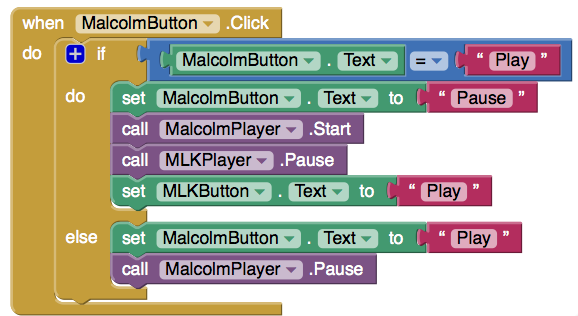 when MalcolmButton .Click
do if MalcolmButton . Text = “ Play ”
do set MalcolmButton . Text to “ Pause ”
call MalcolmPlayer .Start
call MLKPlayer .Pause
set MLKButton . Text to “ Play ”
else set MalcolmButton . Text to “ Play ”
call MalcolmPlayer .Pause